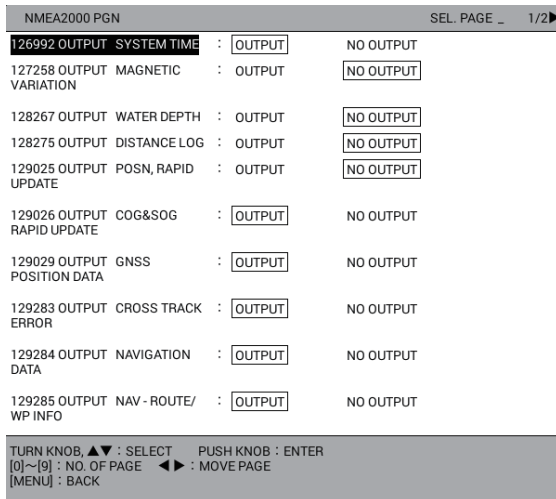 NMEA2000 PGN SEL. PAGE _ 1/2▶
126992 OUTPUT SYSTEM TIME : OUTPUT NO OUTPUT
127258 OUTPUT MAGNETIC : OUTPUT NO OUTPUT
VARIATION
128267 OUTPUT WATER DEPTH : OUTPUT NO OUTPUT
128275 OUTPUT DISTANCE LOG : OUTPUT NO OUTPUT
129025 OUTPUT POSN, RAPID : OUTPUT NO OUTPUT
UPDATE
129026 OUTPUT COG&SOG : OUTPUT NO OUTPUT
RAPID UPDATE
129029 OUTPUT GNSS : OUTPUT NO OUTPUT
POSITION DATA
129283 OUTPUT CROSS TRACK : OUTPUT NO OUTPUT
ERROR
129284 OUTPUT NAVIGATION : OUTPUT NO OUTPUT
DATA
129285 OUTPUT NAV - ROUTE/ : OUTPUT NO OUTPUT
WP INFO
TURN KNOB, ▲▼ : SELECT PUSH KNOB : ENTER
[0]～[9] : NO. OF PAGE ◀ ▶ : MOVE PAGE
[MENU] : BACK